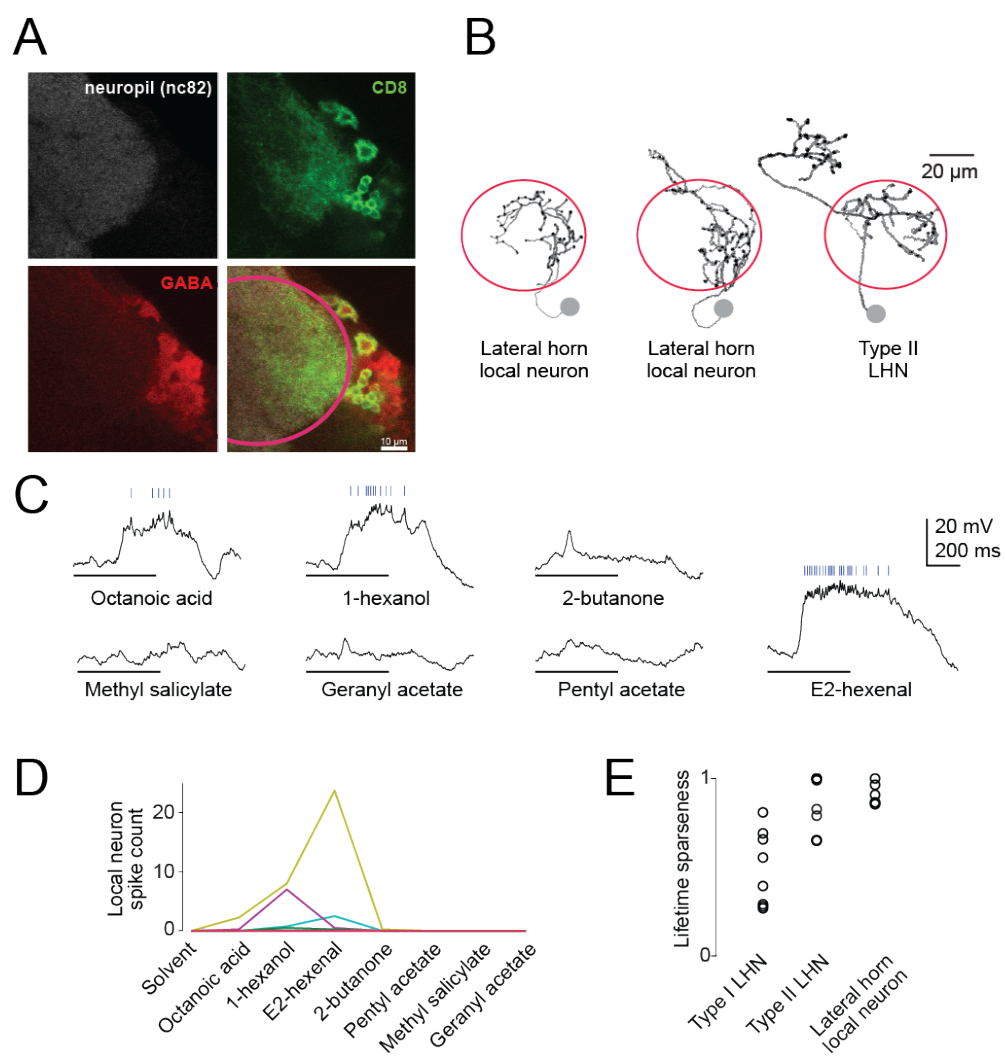 A
neuropil (nc82)
CD8
GABA
10 µm
B
20 µm
Lateral horn
local neuron
Lateral horn
local neuron
Type II
LHN
C
Octanoic acid
1-hexanol
2-butanone
20 mV
200 ms
Methyl salicylate
Geranyl acetate
Pentyl acetate
E2-hexenal
D
Local neuron
spike count
20
10
0
Solvent
Octanoic acid
1-hexanol
E2-hexenal
2-butanone
Pentyl acetate
Methyl salicylate
Geranyl acetate
E
Lifetime sparseness
1
0
Type I LHN
Type II LHN
Lateral horn
local neuron